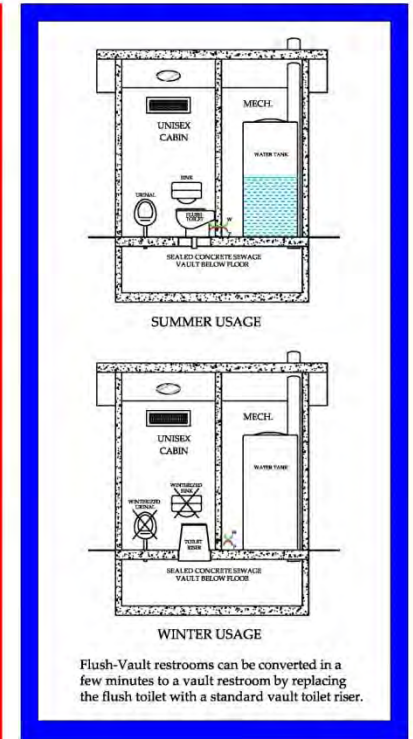 MECH.
UNISEX
CABIN
WATER TANK
SINK
URINAL
FLUSH
TOILET
W
SEALED CONCRETE SEWAGE
VAULT BELOW FLOOR
SUMMER USAGE
MECH.
UNISEX
CABIN
WATER TANK
WINTERIZED
SINK
WINTERIZED
URINAL
TOILET
RISER
SEALED CONCRETE SEWAGE
VAULT BELOW FLOOR
WINTER USAGE
Flush-Vault restrooms can be converted in a
few minutes to a vault restroom by replacing
the flush toilet with a standard vault toilet riser.